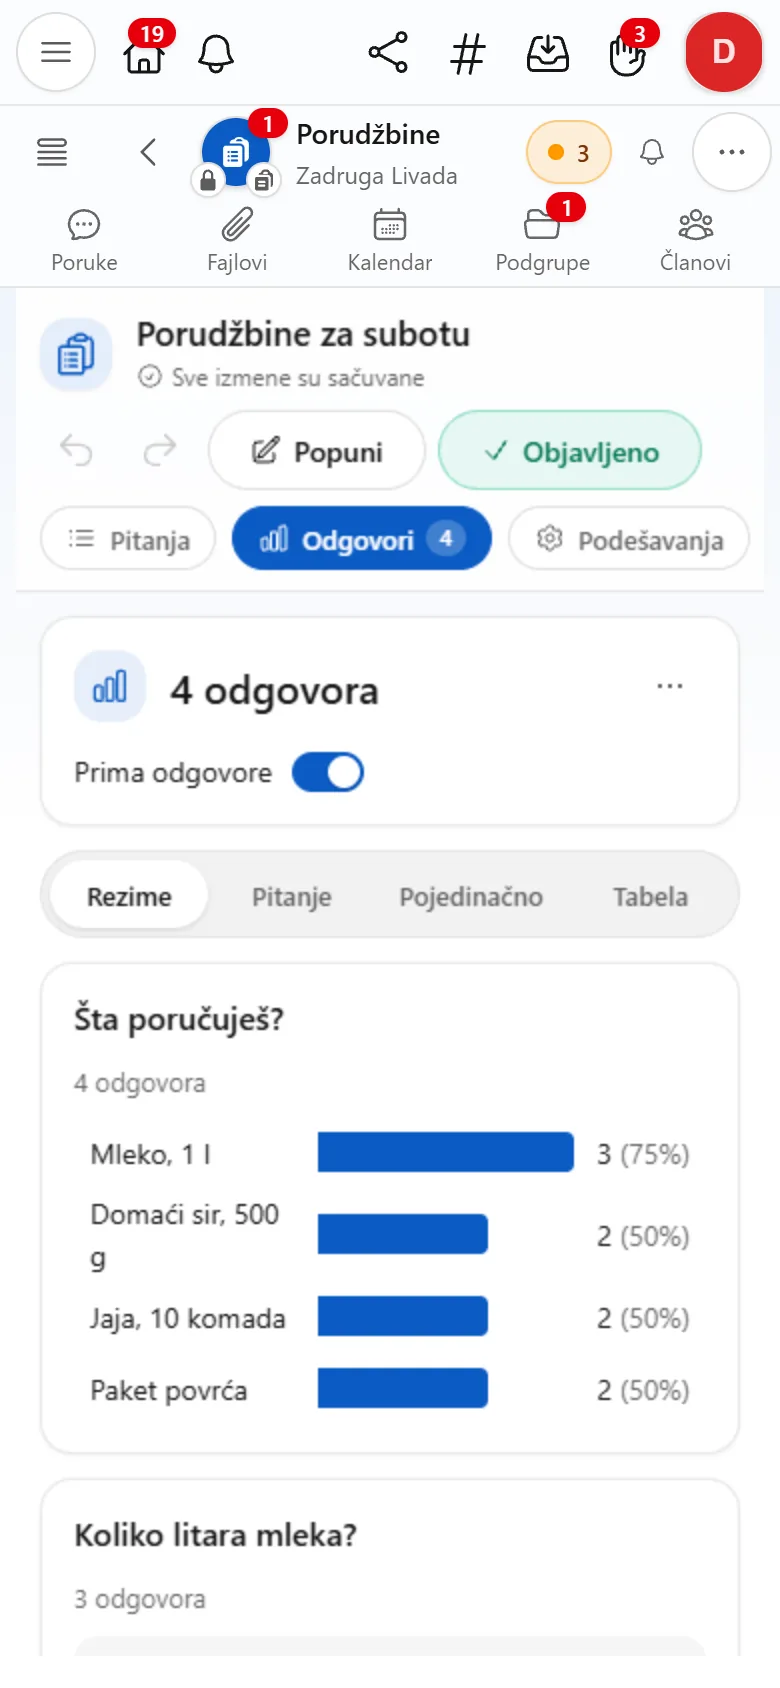 19
3
D
1
Porudžbine
Zadruga Livada
3
Poruke
Fajlovi
Kalendar
1
Podgrupe
Članovi
Porudžbine za subotu
Sve izmene su sačuvane
Popuni
Objavljeno
Pitanja
Odgovori 4
Podešavanja
4 odgovora
Prima odgovore
Rezime
Pitanje
Pojedinačno
Tabela
Šta poručuješ?
4 odgovora
Mleko, 1 l
3 (75%)
Domaći sir, 500
g
2 (50%)
Jaja, 10 komada
2 (50%)
Paket povrća
2 (50%)
Koliko litara mleka?
3 odgovora